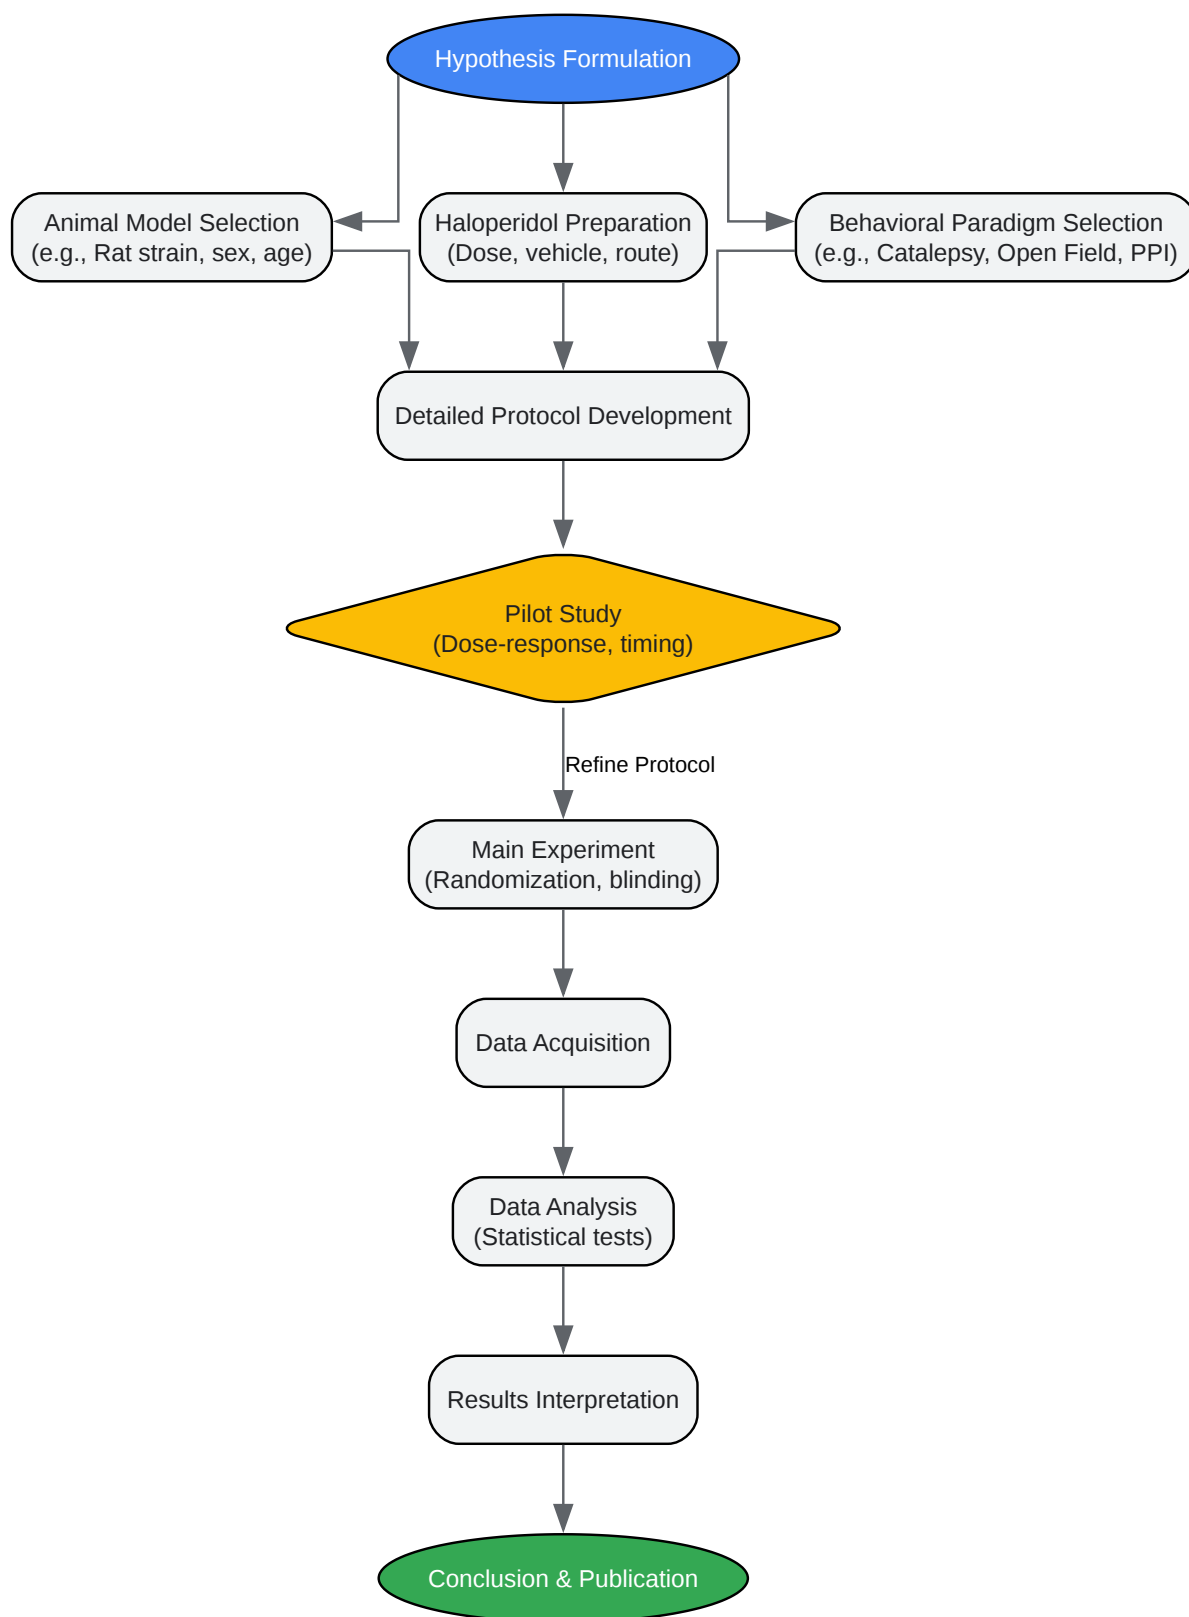 Hypothesis Formulation
Animal Model Selection
(e.g., Rat strain, sex, age)
Haloperidol Preparation
(Dose, vehicle, route)
Behavioral Paradigm Selection
(e.g., Catalepsy, Open Field, PPI)
Detailed Protocol Development
Pilot Study
(Dose-response, timing)
Refine Protocol
Main Experiment
(Randomization, blinding)
Data Acquisition
Data Analysis
(Statistical tests)
Results Interpretation
Conclusion & Publication